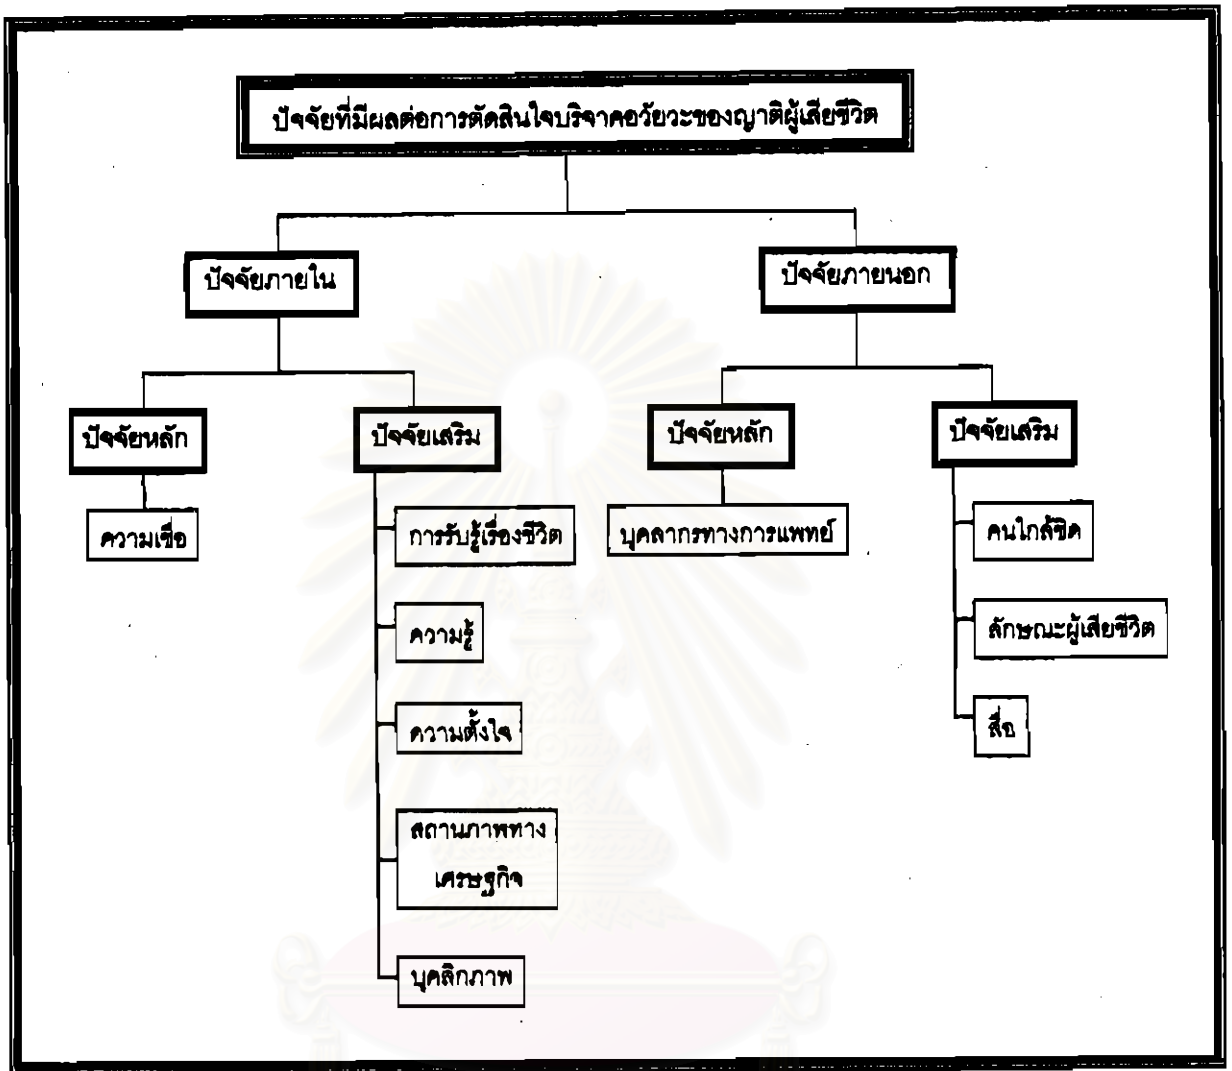 ปัจจัยที่มีผลต่อการตัดสินใจบริจาคอวัยวะของญาติผู้เสียชีวิต
ปัจจัยภายใน
ปัจจัยภายนอก
ปัจจัยหลัก
ปัจจัยเสริม
ปัจจัยหลัก
ปัจจัยเสริม
ความเชื่อ
การรับรู้เรื่องชีวิต
ความรู้
ความตั้งใจ
สถานภาพทาง
เศรษฐกิจ
บุคลิกภาพ
บุคลากรทางการแพทย์
คนใกล้ชิด
ลักษณะผู้เสียชีวิต
สื่อ